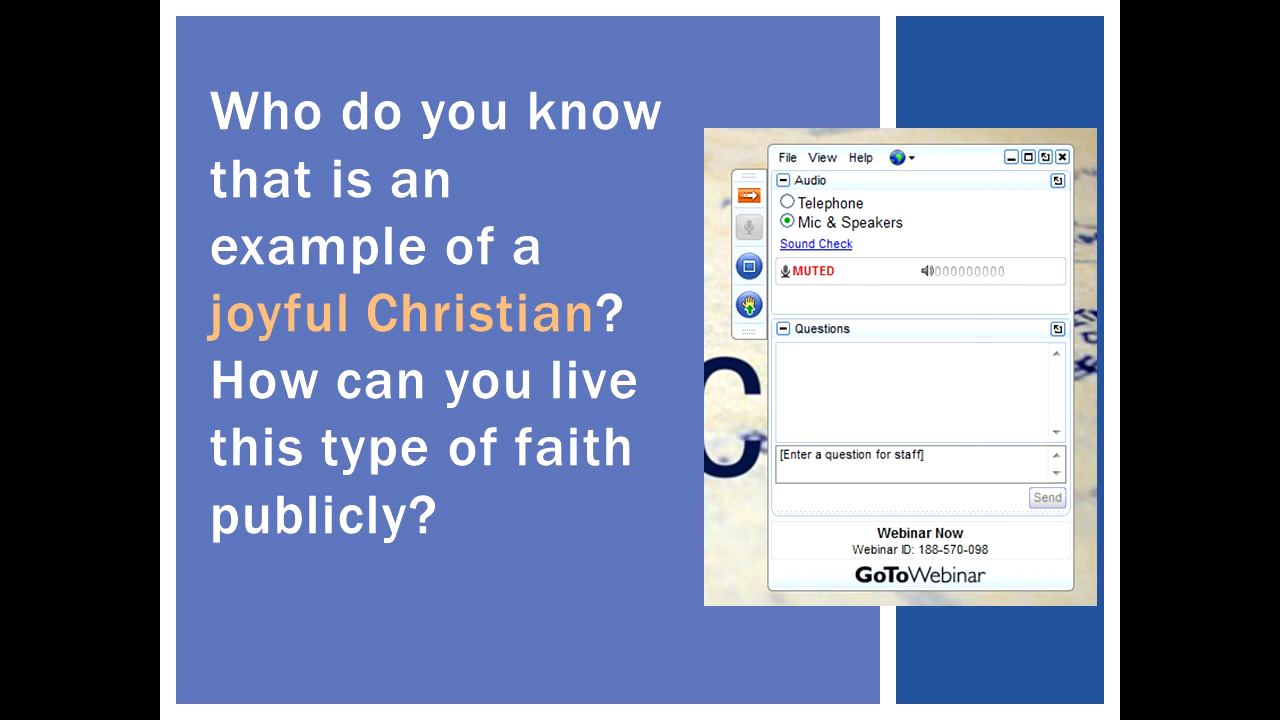 Who do you know
that is an
example of a
joyful Christian?
How can you live
this type of faith
publicly?
File View Help
Audio
Telephone
Mic & Speakers
Sound Check
MUTED
Questions
[Enter a question for staff]
Send
Webinar Now
Webinar ID: 188-570-098
GoToWebinar
C